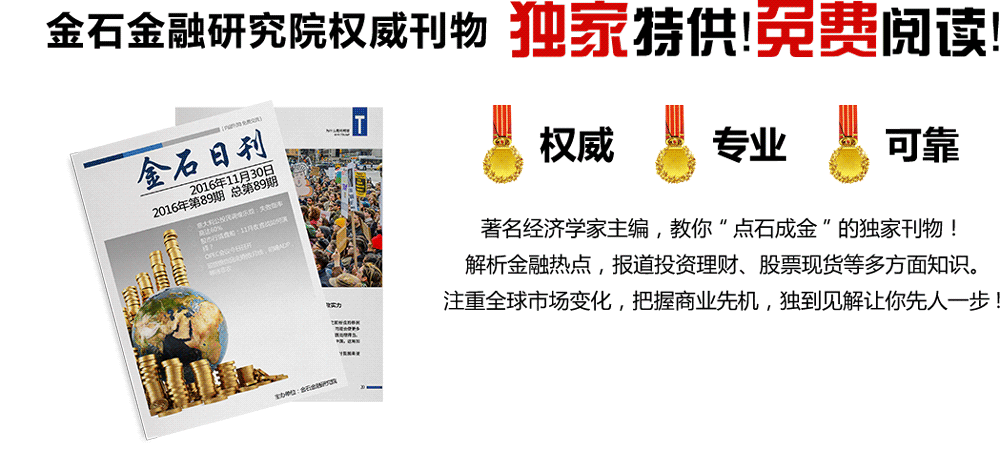 金石金融研究院权威刊物 独家特供!免费阅读!
权威 专业 可靠
著名经济学家主编，教你“点石成金”的独家刊物！
解析金融热点，报道投资理财、股票现货等多方面知识。
注重全球市场变化，把握商业先机，独到见解让你先人一步！
金石日刊
2016年11月30日
2016年第89期 总第89期
主办单位：金石金融研究院
T